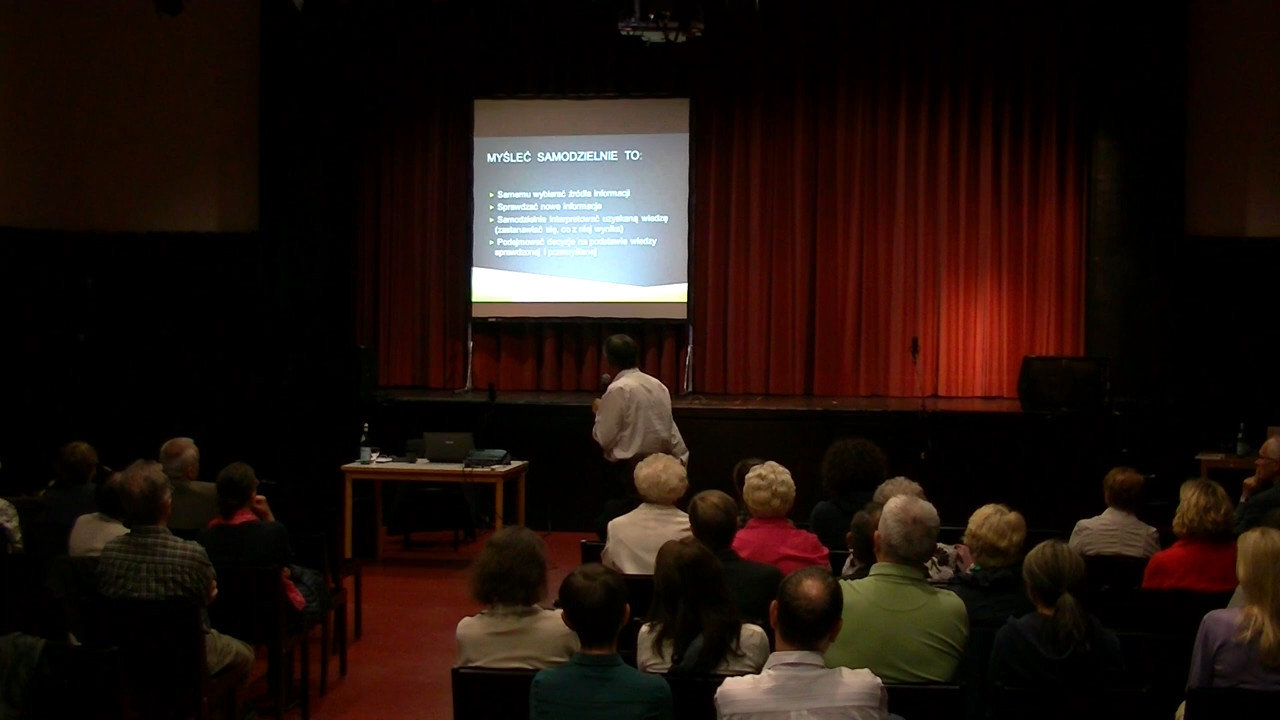 MYŚLEĆ SAMODZIELNIE TO:
Samemu wybierać źródła informacji
Sprawdzać nowe informacje
Samodzielnie interpretować uzyskaną wiedzę
(zastanawiać się, co z niej wynika)
Podejmować decyzje na podstawie wiedzy
sprawdzonej i przemyślanej